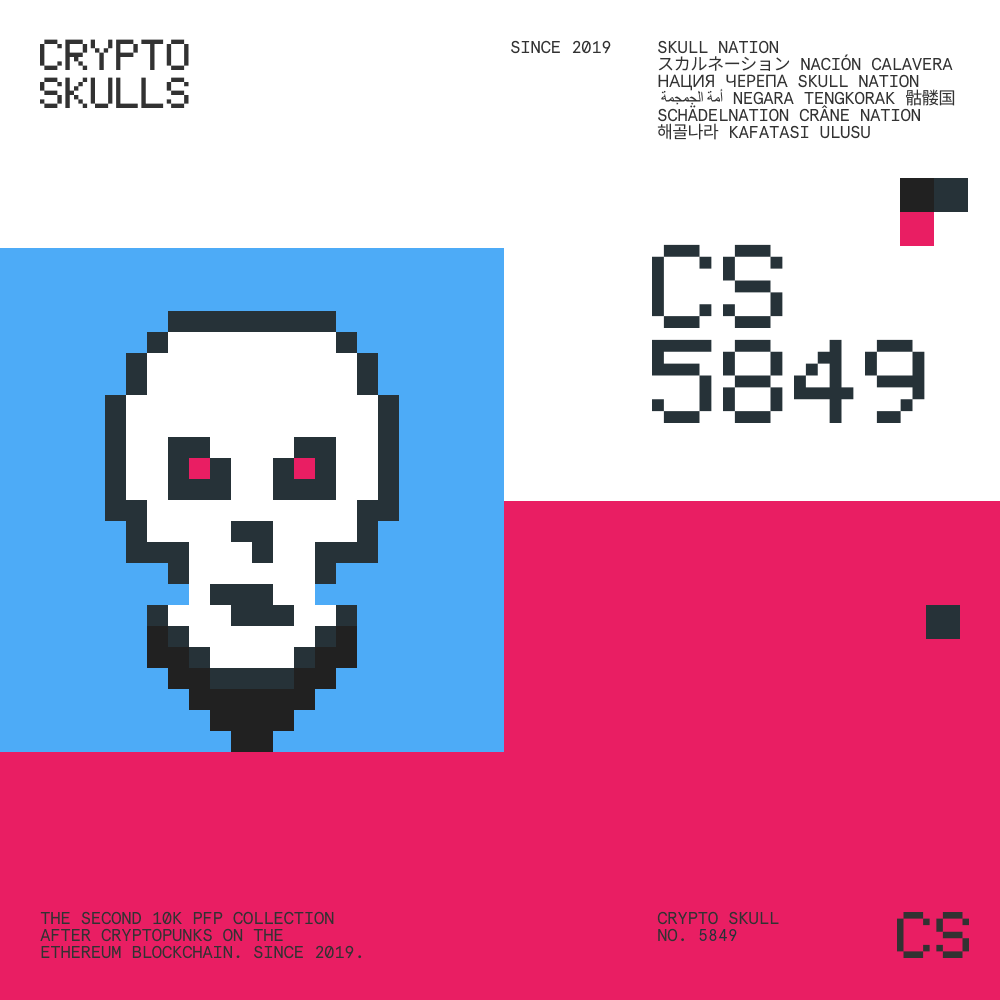 CRYPTO
SKULLS
SINCE 2019
SKULL NATION
スカルネーション NACIÓN CALAVERA
НАЦИЯ ЧЕРЕПА SKULL NATION
أمة الجمجمة NEGARA TENGKORAK 骷髅国
SCHÄDELNATION CRÂNE NATION
해골나라 KAFATASI ULUSU
CS
5849
THE SECOND 10K PFP COLLECTION
AFTER CRYPTOPUNKS ON THE
ETHEREUM BLOCKCHAIN. SINCE 2019.
CRYPTO SKULL
NO. 5849
CS